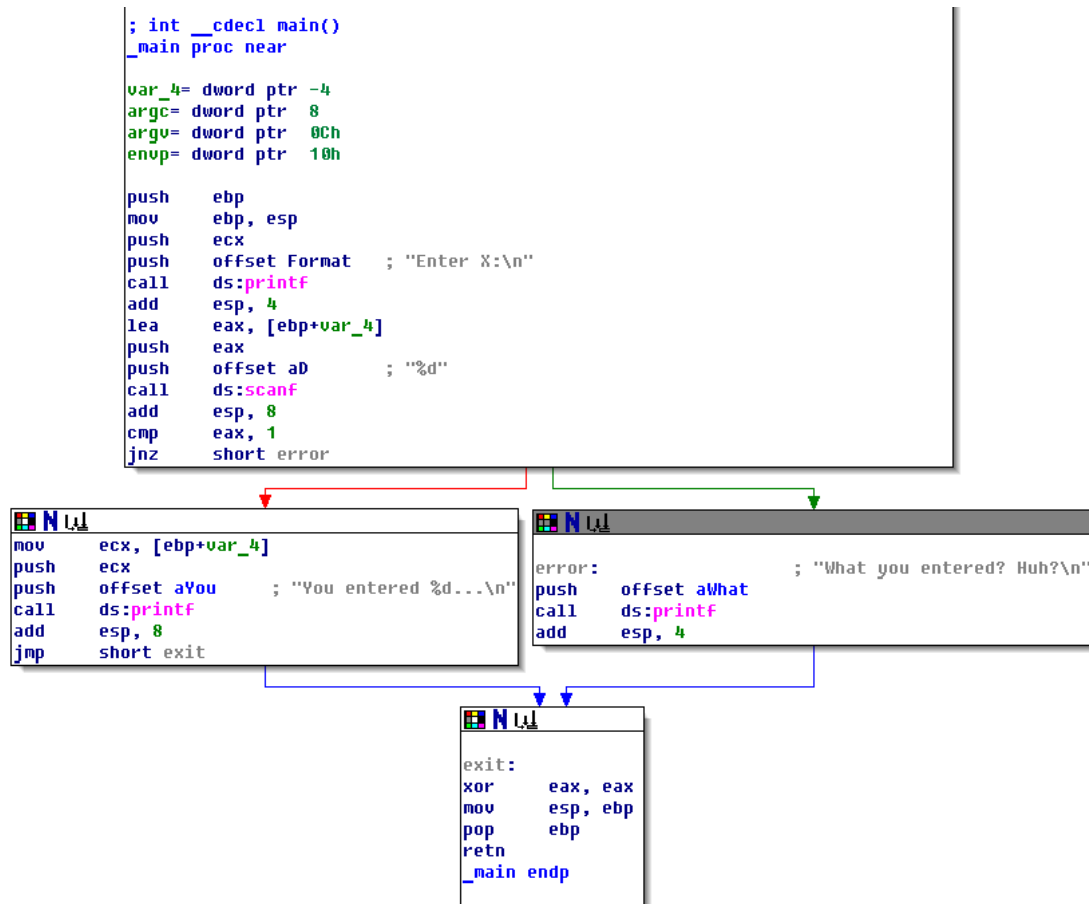 ; int __cdecl main()
_main proc near
var_4= dword ptr -4
argc= dword ptr  8
argv= dword ptr  0Ch
envp= dword ptr  10h
push    ebp
mov     ebp, esp
push    ecx
push    offset Format   ; "Enter X:\n"
call    ds:printf
add     esp, 4
lea     eax, [ebp+var_4]
push    eax
push    offset aD       ; "%d"
call    ds:scanf
add     esp, 8
cmp     eax, 1
jnz     short error
N
mov     ecx, [ebp+var_4]
push    ecx
push    offset aYou     ; "You entered %d...\n"
call    ds:printf
add     esp, 8
jmp     short exit
N
error:                  ; "What you entered? Huh?\n"
push    offset aWhat
call    ds:printf
add     esp, 4
N
exit:
xor     eax, eax
mov     esp, ebp
pop     ebp
retn
_main endp